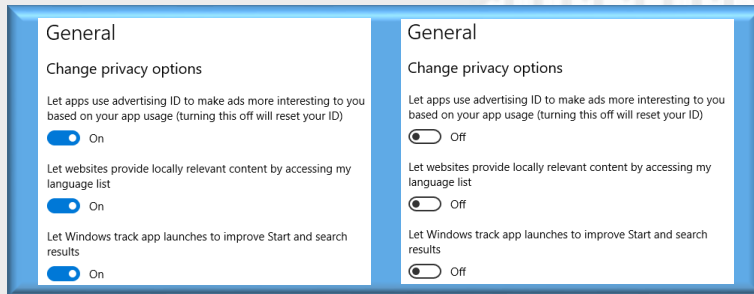 General
Change privacy options
Let apps use advertising ID to make ads more interesting to you
based on your app usage (turning this off will reset your ID)
On
Let websites provide locally relevant content by accessing my
language list
On
Let Windows track app launches to improve Start and search
results
On
General
Change privacy options
Let apps use advertising ID to make ads more interesting to you
based on your app usage (turning this off will reset your ID)
Off
Let websites provide locally relevant content by accessing my
language list
Off
Let Windows track app launches to improve Start and search
results
Off